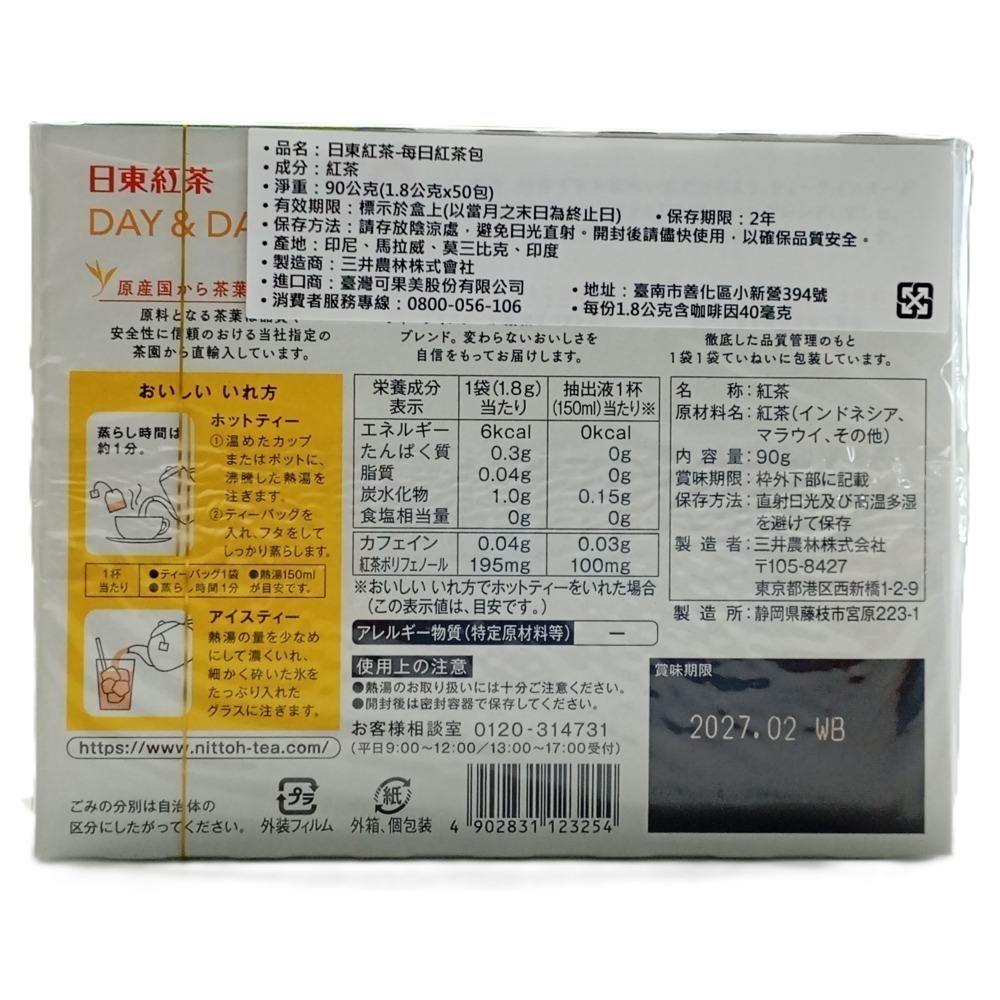 ・品名：日東紅茶-每日紅茶包
・成分：紅茶
・淨重：90公克(1.8公克x50包)
・有效期限：標示於盒上(以當月之末日為終止日)　・保存期限：2年
・保存方法：請存放陰涼處，避免日光直射。開封後請儘快使用，以確保品質安全。
・產地：印尼、馬拉威、莫三比克、印度
・製造商：三井農林株式會社
・進口商：臺灣可果美股份有限公司　・地址：臺南市善化區小新營394號
・消費者服務專線：0800-056-106　・每份1.8公克含咖啡因40毫克
日東紅茶
DAY & DA
原産国から茶葉
原料となる茶葉は品質や
安全性に信頼のおける当社指定の
茶園から直輸入しています。
ブレンド。変わらないおいしさを
自信をもってお届けします。
徹底した品質管理のもと
1袋1袋ていねいに包装しています。
おいしい いれ方
ホットティー
蒸らし時間は
約1分。
①温めたカップ
またはポットに、
沸騰した熱湯を
注ぎます。
②ティーバッグを
入れ、フタをして
しっかり蒸らします。
1杯
当たり
●ティーバッグ1袋 ●熱湯150ml
●蒸らし時間1分 が目安です。
アイスティー
熱湯の量を少なめ
にして濃くいれ、
細かく砕いた氷を
たっぷり入れた
グラスに注ぎます。
https://www.nittoh-tea.com/
ごみの分別は自治体の
区分にしたがってください。
栄養成分表示 1袋(1.8g)当たり 抽出液1杯(150ml)当たり※
エネルギー 6kcal 0kcal
たんぱく質 0.3g 0g
脂質 0.04g 0g
炭水化物 1.0g 0.15g
食塩相当量 0g 0g
カフェイン 0.04g 0.03g
紅茶ポリフェノール 195mg 100mg
※おいしい いれ方でホットティーをいれた場合
（この表示値は、目安です。）
アレルギー物質(特定原材料等) ―
使用上の注意
●熱湯のお取り扱いには十分ご注意ください。
●開封後は密封容器で保存してください。
お客様相談室 0120-314731
(平日9:00〜12:00／13:00〜17:00受付)
プラ
外装フィルム
紙
外箱、個包装
4 902831 123254
名 称：紅茶
原材料名：紅茶（インドネシア、
マラウイ、その他）
内 容 量：90g
賞味期限：枠外下部に記載
保存方法：直射日光及び高温多湿
を避けて保存
製 造 者：三井農林株式会社
〒105-8427
東京都港区西新橋1-2-9
製 造 所：静岡県藤枝市宮原223-1
賞味期限
2027.02 WB